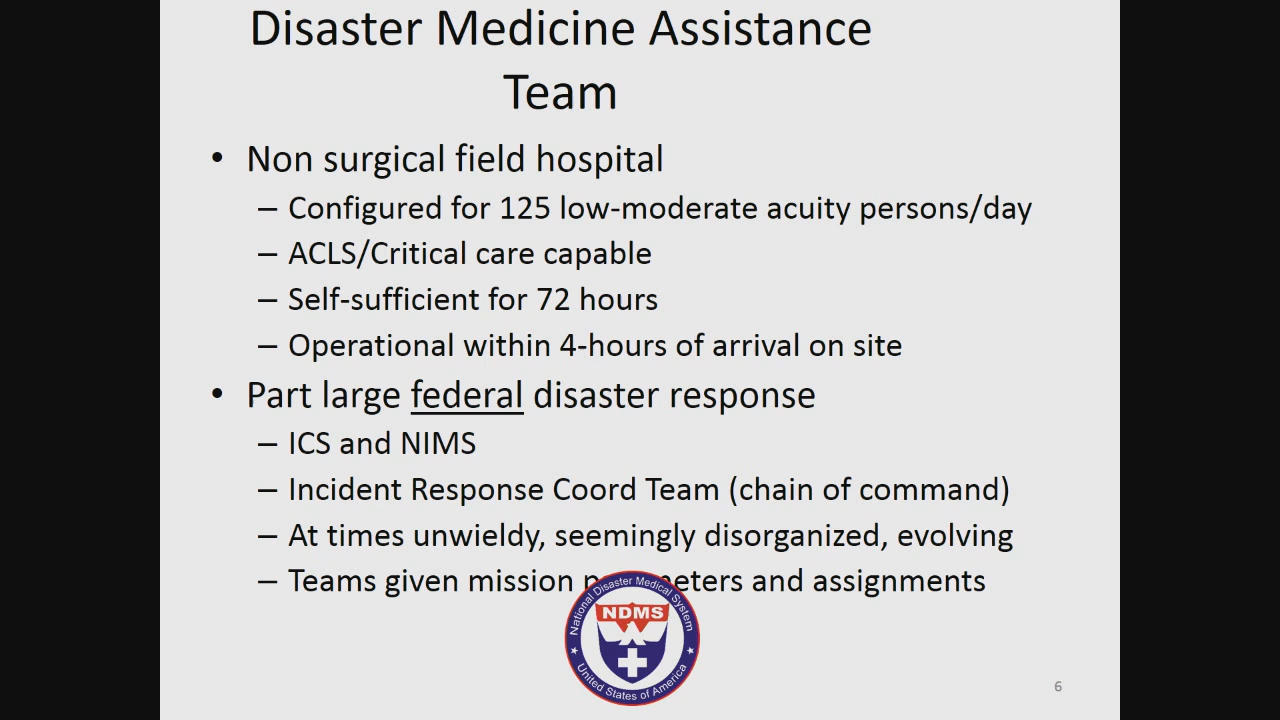 Disaster Medicine Assistance
Team
• Non surgical field hospital
– Configured for 125 low-moderate acuity persons/day
– ACLS/Critical care capable
– Self-sufficient for 72 hours
– Operational within 4-hours of arrival on site
• Part large federal disaster response
– ICS and NIMS
– Incident Response Coord Team (chain of command)
– At times unwieldy, seemingly disorganized, evolving
– Teams given mission and assignments
National Disaster Medical System
NDMS
United States of America
6